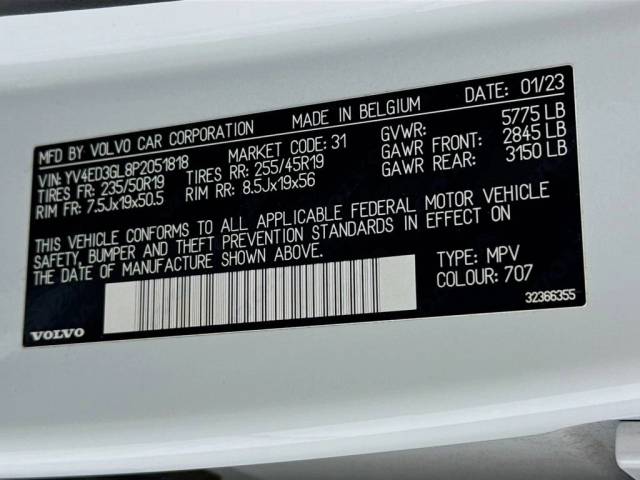 MFD BY VOLVO CAR CORPORATION MADE IN BELGIUM DATE: 01/23
VIN: YV4ED3GL8P2051818 MARKET CODE: 31 GVWR: 5775 LB
TIRES FR: 235/50R19 TIRES RR: 255/45R19 GAWR FRONT: 2845 LB
RIM FR: 7.5Jx19x50.5 RIM RR: 8.5Jx19x56 GAWR REAR: 3150 LB
THIS VEHICLE CONFORMS TO ALL APPLICABLE FEDERAL MOTOR VEHICLE
SAFETY, BUMPER AND THEFT PREVENTION STANDARDS IN EFFECT ON
THE DATE OF MANUFACTURE SHOWN ABOVE.
TYPE: MPV
COLOUR: 707
VOLVO
32366355